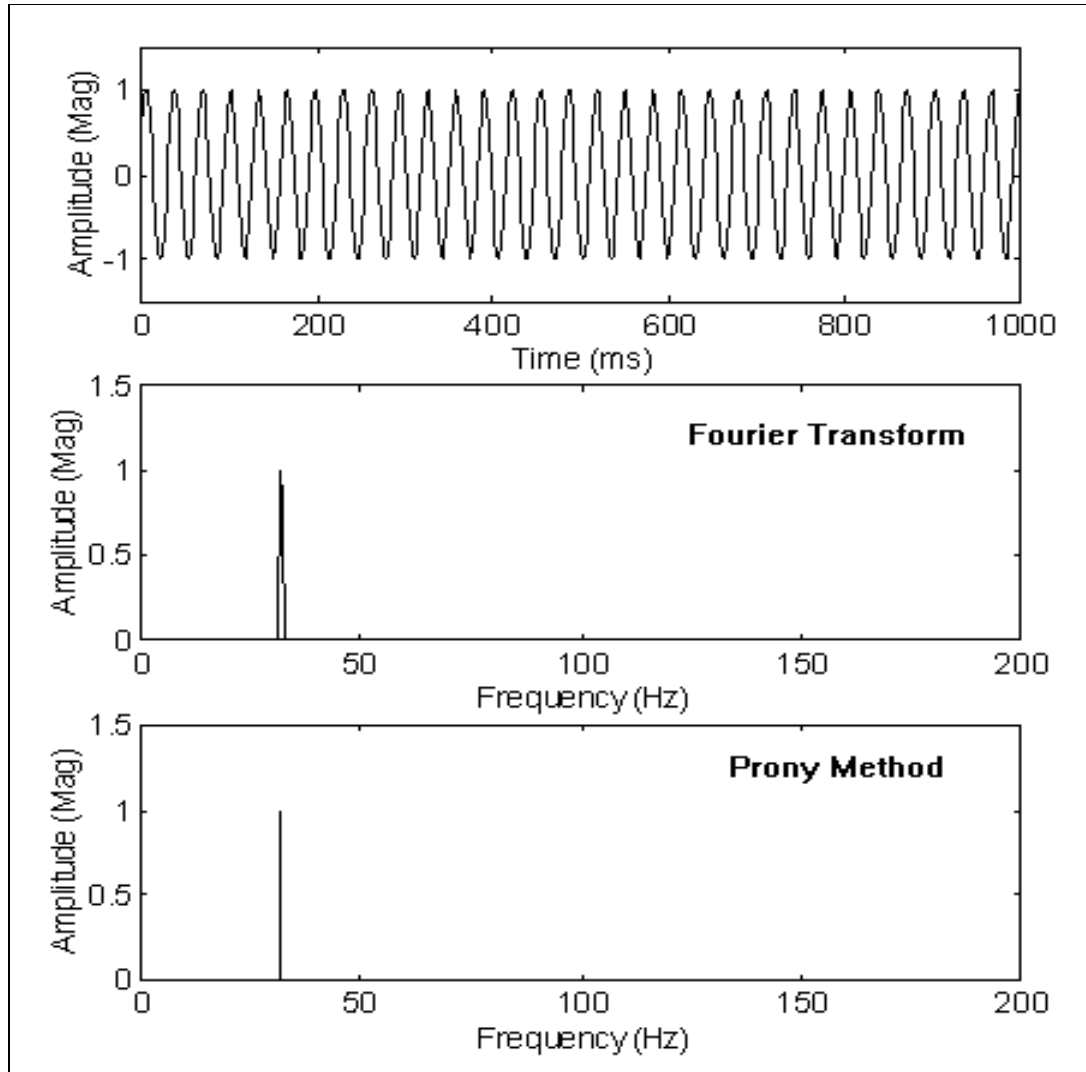 Amplitude (Mag)
1
0
-1
0 200 400 600 800 1000
Time (ms)
Amplitude (Mag)
1.5
1
0.5
0
Fourier Transform
0 50 100 150 200
Frequency (Hz)
Amplitude (Mag)
1.5
1
0.5
0
Prony Method
0 50 100 150 200
Frequency (Hz)